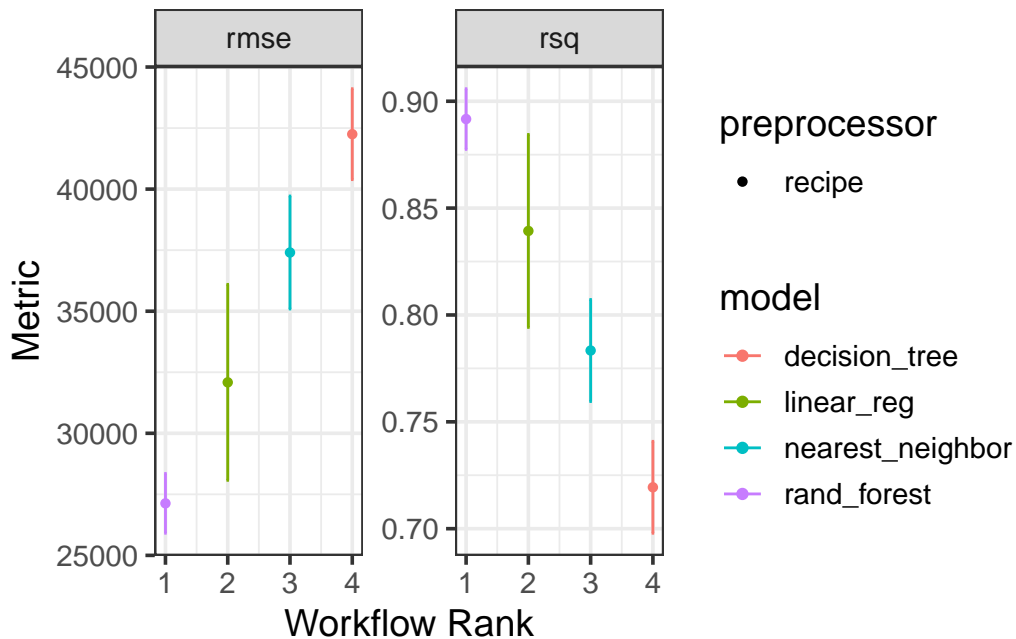 rmse
rsq
45000
40000
35000
30000
25000
0.90
0.85
0.80
0.75
0.70
1 2 3 4
1 2 3 4
Metric
Workflow Rank
preprocessor
recipe
model
decision_tree
linear_reg
nearest_neighbor
rand_forest